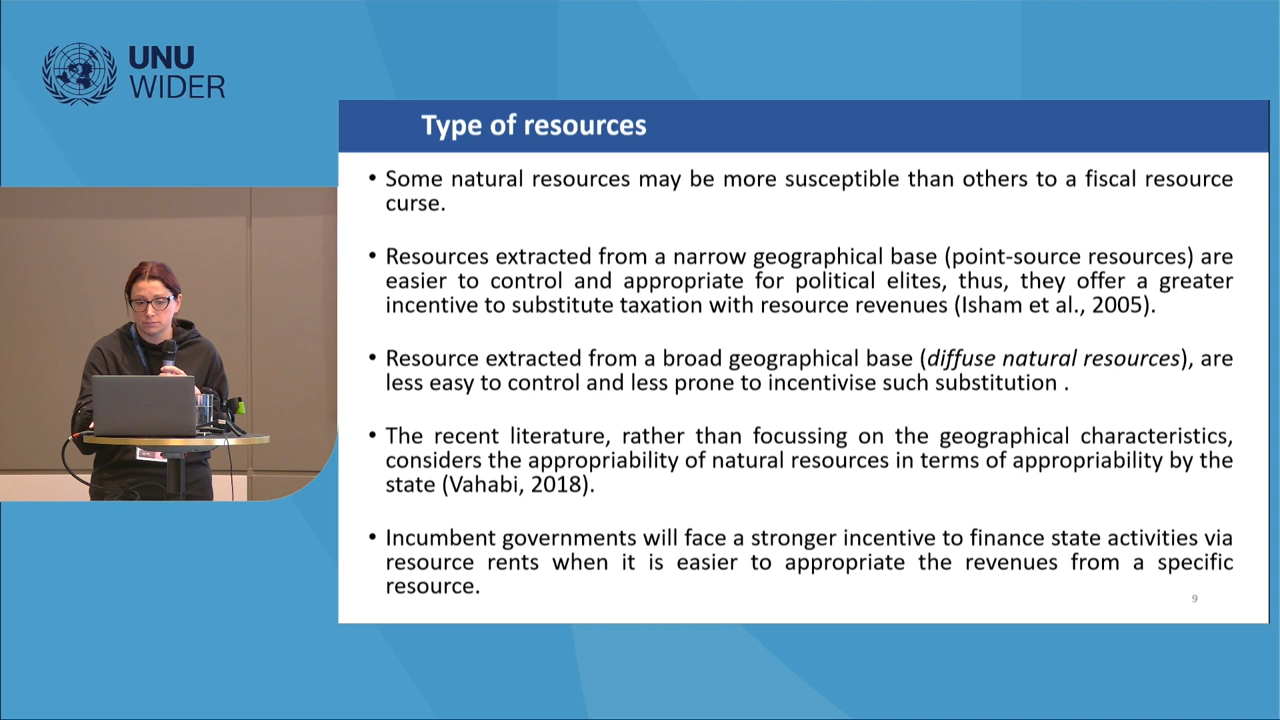 UNU
WIDER
Type of resources
• Some natural resources may be more susceptible than others to a fiscal resource
curse.
• Resources extracted from a narrow geographical base (point-source resources) are
easier to control and appropriate for political elites, thus, they offer a greater
incentive to substitute taxation with resource revenues (Isham et al., 2005).
• Resource extracted from a broad geographical base (diffuse natural resources), are
less easy to control and less prone to incentivise such substitution .
• The recent literature, rather than focussing on the geographical characteristics,
considers the appropriability of natural resources in terms of appropriability by the
state (Vahabi, 2018).
• Incumbent governments will face a stronger incentive to finance state activities via
resource rents when it is easier to appropriate the revenues from a specific
resource.
9